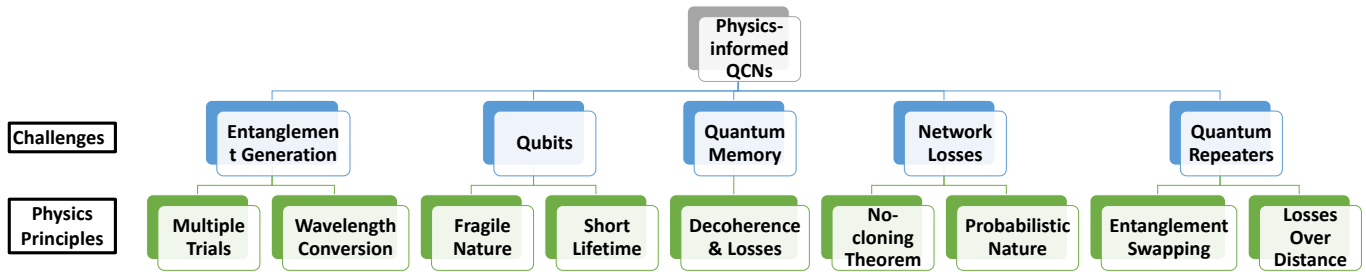 Physics-
informed
QCNs
Challenges
Entanglemen
t Generation
Qubits
Quantum
Memory
Network
Losses
Quantum
Repeaters
Physics
Principles
Multiple
Trials
Wavelength
Conversion
Fragile
Nature
Short
Lifetime
Decoherence
& Losses
No-
cloning
Theorem
Probabilistic
Nature
Entanglement
Swapping
Losses
Over
Distance